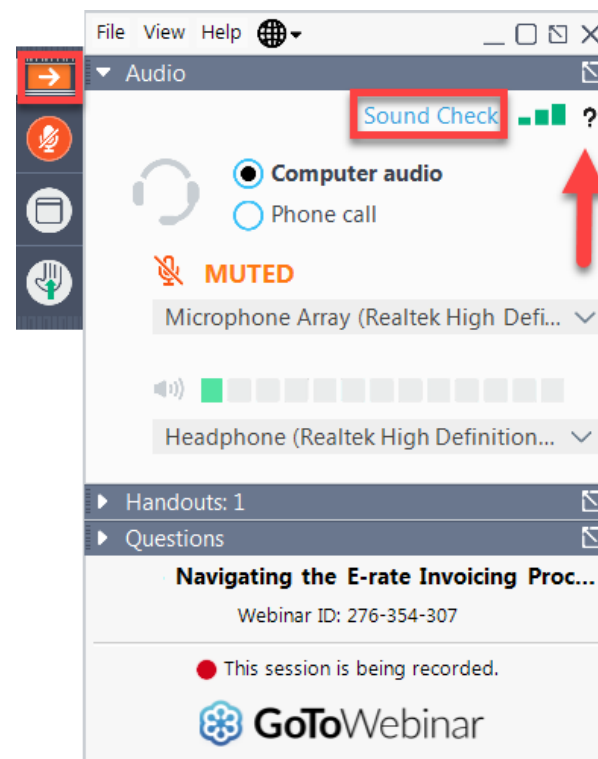 File View Help
Audio
Sound Check ?
Computer audio
Phone call
MUTED
Microphone Array (Realtek High Defi...
Headphone (Realtek High Definition...
Handouts: 1
Questions
Navigating the E-rate Invoicing Proc...
Webinar ID: 276-354-307
This session is being recorded.
GoToWebinar